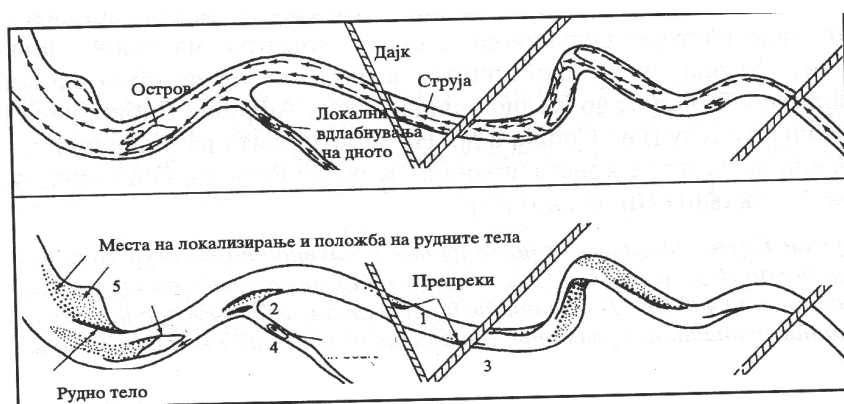 Дајк
Остров
Струја
Локални
вдлабнувања
на дното
Места на локализирање и положба на рудните тела
5
Препреки
2
1
4
3
Рудно тело